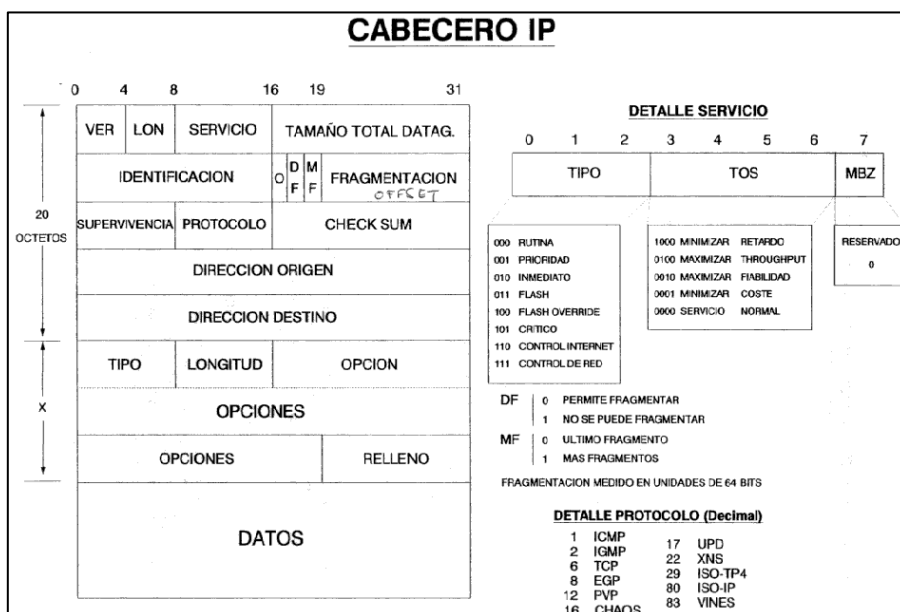 CABECERO IP
0 4 8 16 19 31
VER LON SERVICIO TAMAÑO TOTAL DATAG.
IDENTIFICACION O DF MF FRAGMENTACION
OFFSET
SUPERVIVENCIA PROTOCOLO CHECK SUM
20
OCTETOS
DIRECCION ORIGEN
DIRECCION DESTINO
TIPO LONGITUD OPCION
X
OPCIONES
OPCIONES RELLENO
DATOS
DETALLE SERVICIO
0 1 2 3 4 5 6 7
TIPO TOS MBZ
000 RUTINA
001 PRIORIDAD
010 INMEDIATO
011 FLASH
100 FLASH OVERRIDE
101 CRITICO
110 CONTROL INTERNET
111 CONTROL DE RED
1000 MINIMIZAR RETARDO
0100 MAXIMIZAR THROUGHPUT
0010 MAXIMIZAR FIABILIDAD
0001 MINIMIZAR COSTE
0000 SERVICIO NORMAL
RESERVADO
0
DF 0 PERMITE FRAGMENTAR
1 NO SE PUEDE FRAGMENTAR
MF 0 ULTIMO FRAGMENTO
1 MAS FRAGMENTOS
FRAGMENTACION MEDIDO EN UNIDADES DE 64 BITS
DETALLE PROTOCOLO (Decimal)
1 ICMP
2 IGMP
6 TCP
8 EGP
12 PVP
16 CHAOS
17 UPD
22 XNS
29 ISO-TP4
80 ISO-IP
83 VINES